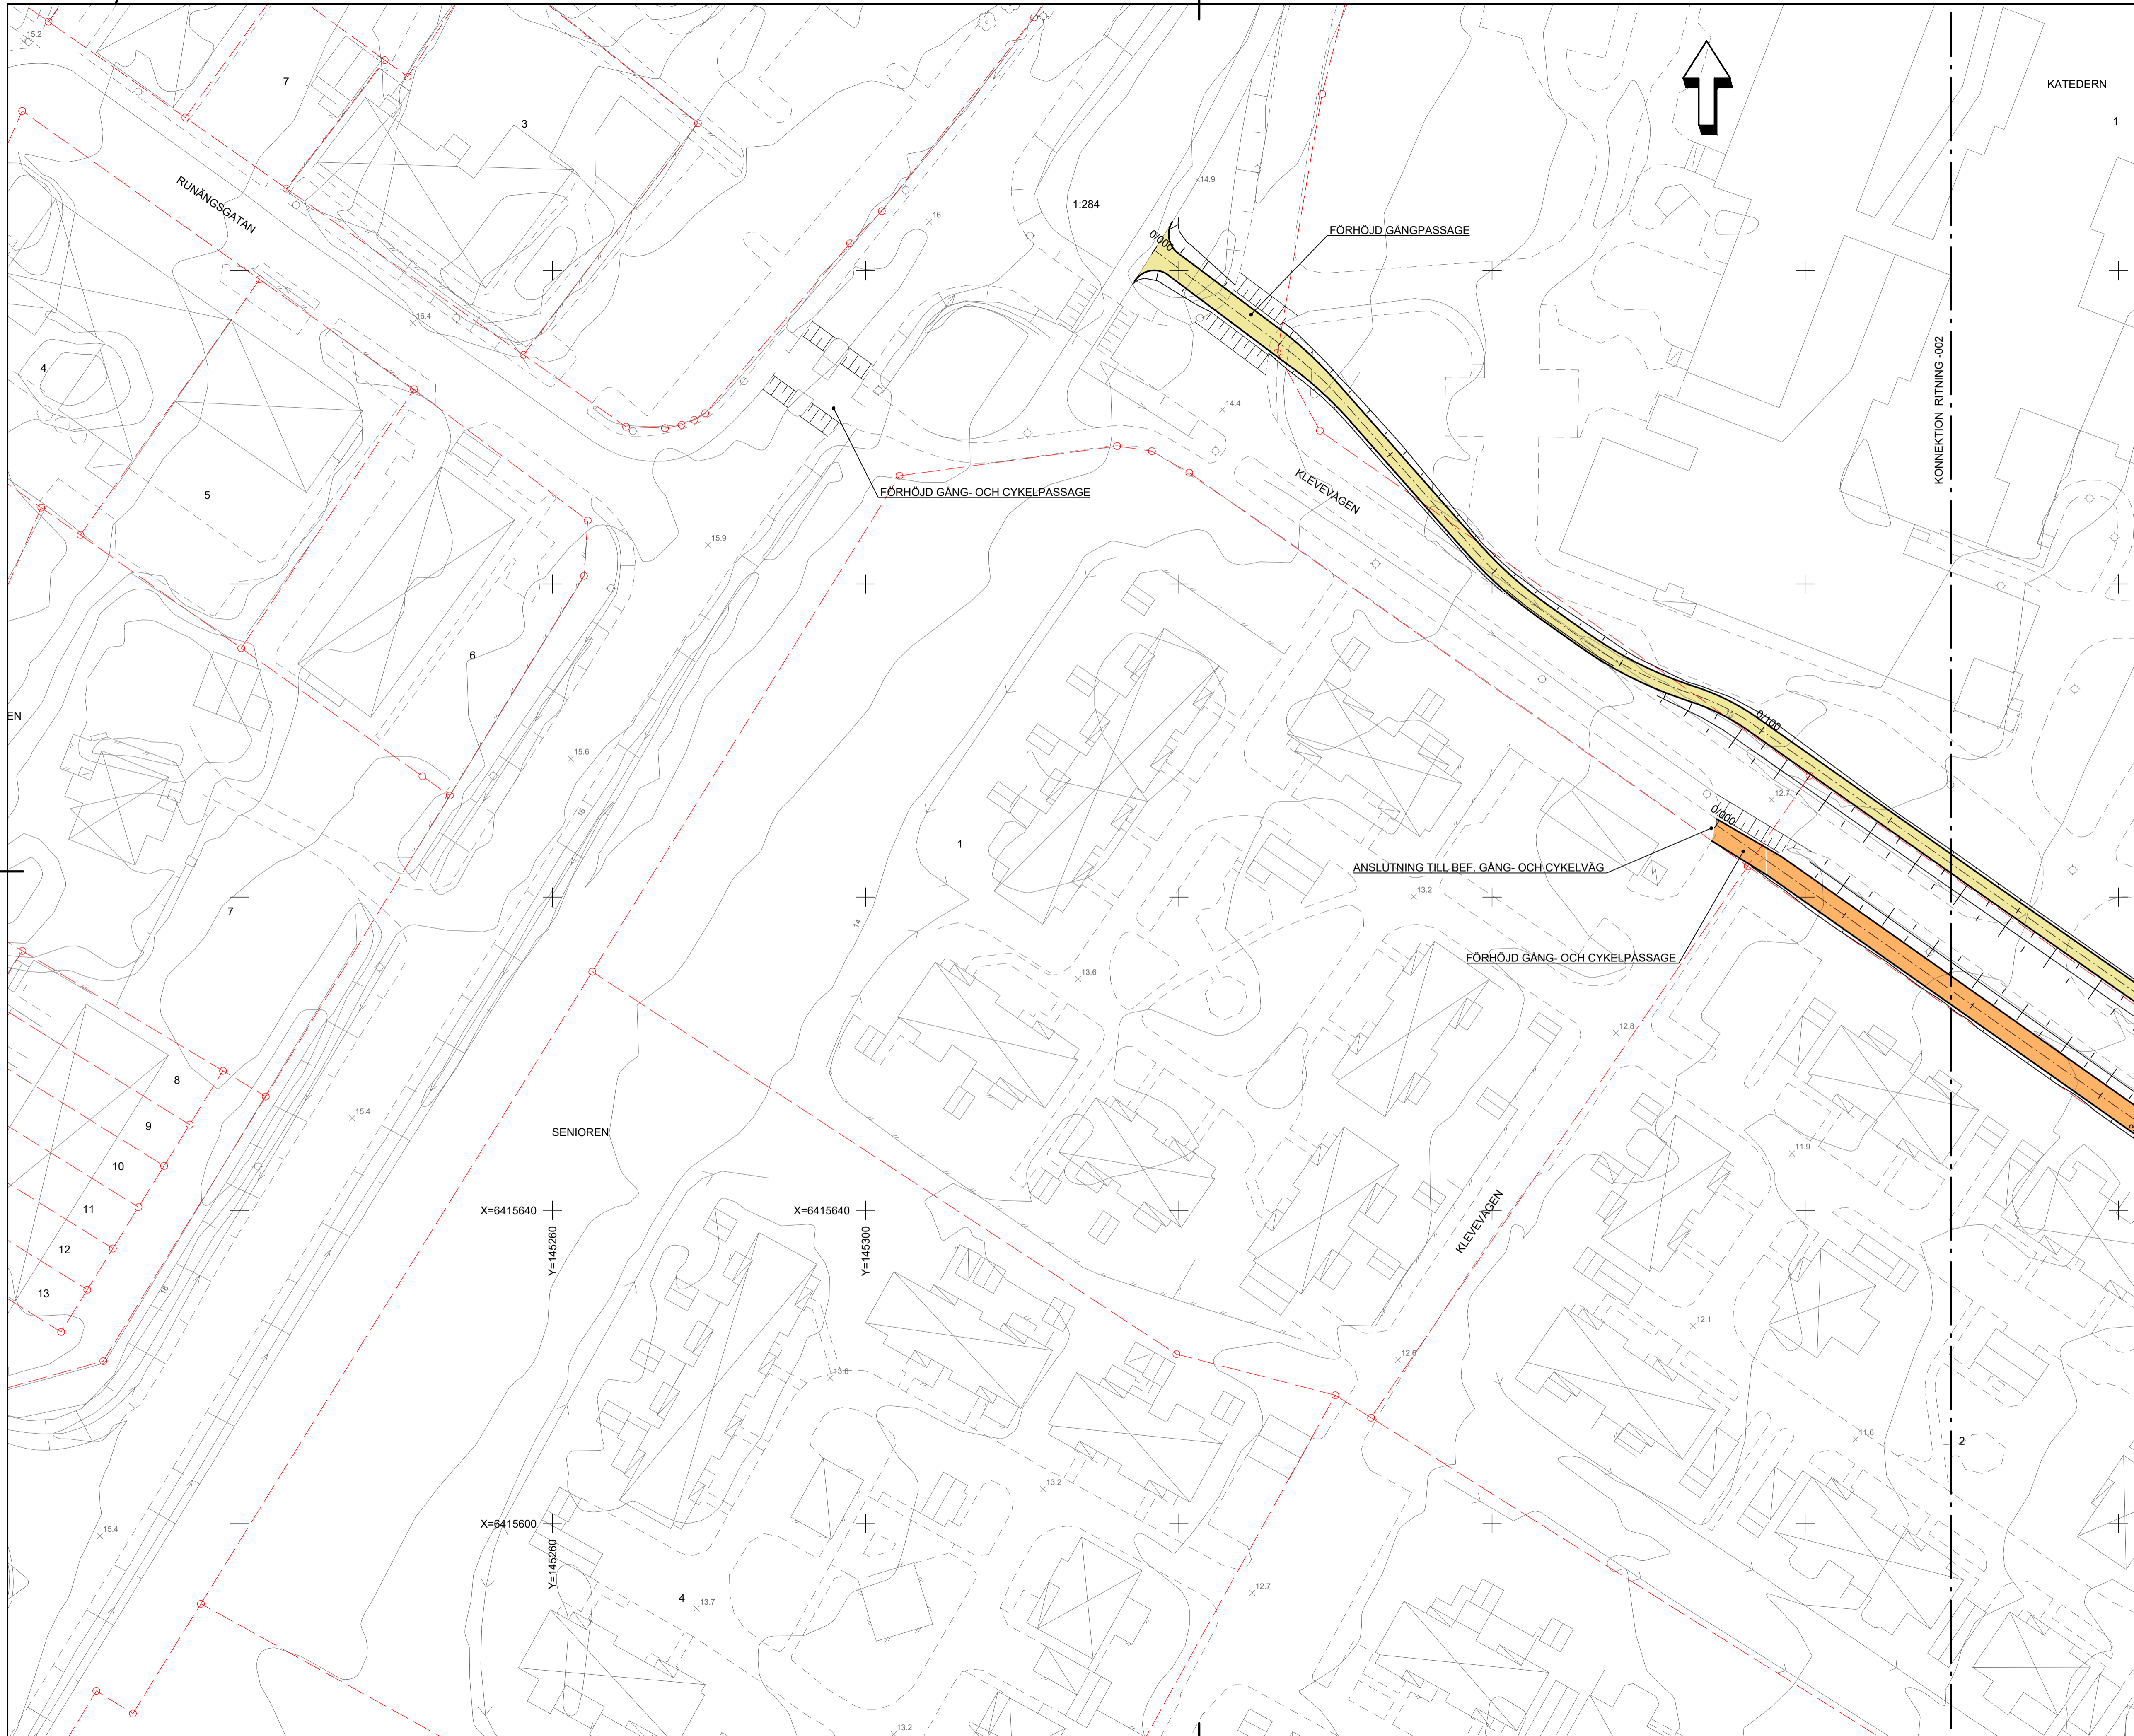 15.2
7
KATEDERN
1
3
14.9
RUNÄNGSGATAN
1:284
16
FÖRHÖJD GÅNGPASSAGE
0/000
16.4
KONNEKTION RITNING -002
4
14.4
5
FÖRHÖJD GÅNG- OCH CYKELPASSAGE
KLEVEVÄGEN
15.9
6
EN
0/100
15.6
12.7
15
0/000
1
ANSLUTNING TILL BEF. GÅNG- OCH CYKELVÄG
13.2
7
14
FÖRHÖJD GÅNG- OCH CYKELPASSAGE
13.6
12.8
8
15.4
9
SENIOREN
11.9
10
11
X=6415640
X=6415640
KLEVEVÄGEN
12
Y=145260
Y=145300
13
16
12.1
12.6
13.8
11.6
2
13.2
X=6415600
15.4
Y=145260
4
13.7
12.7
13.2